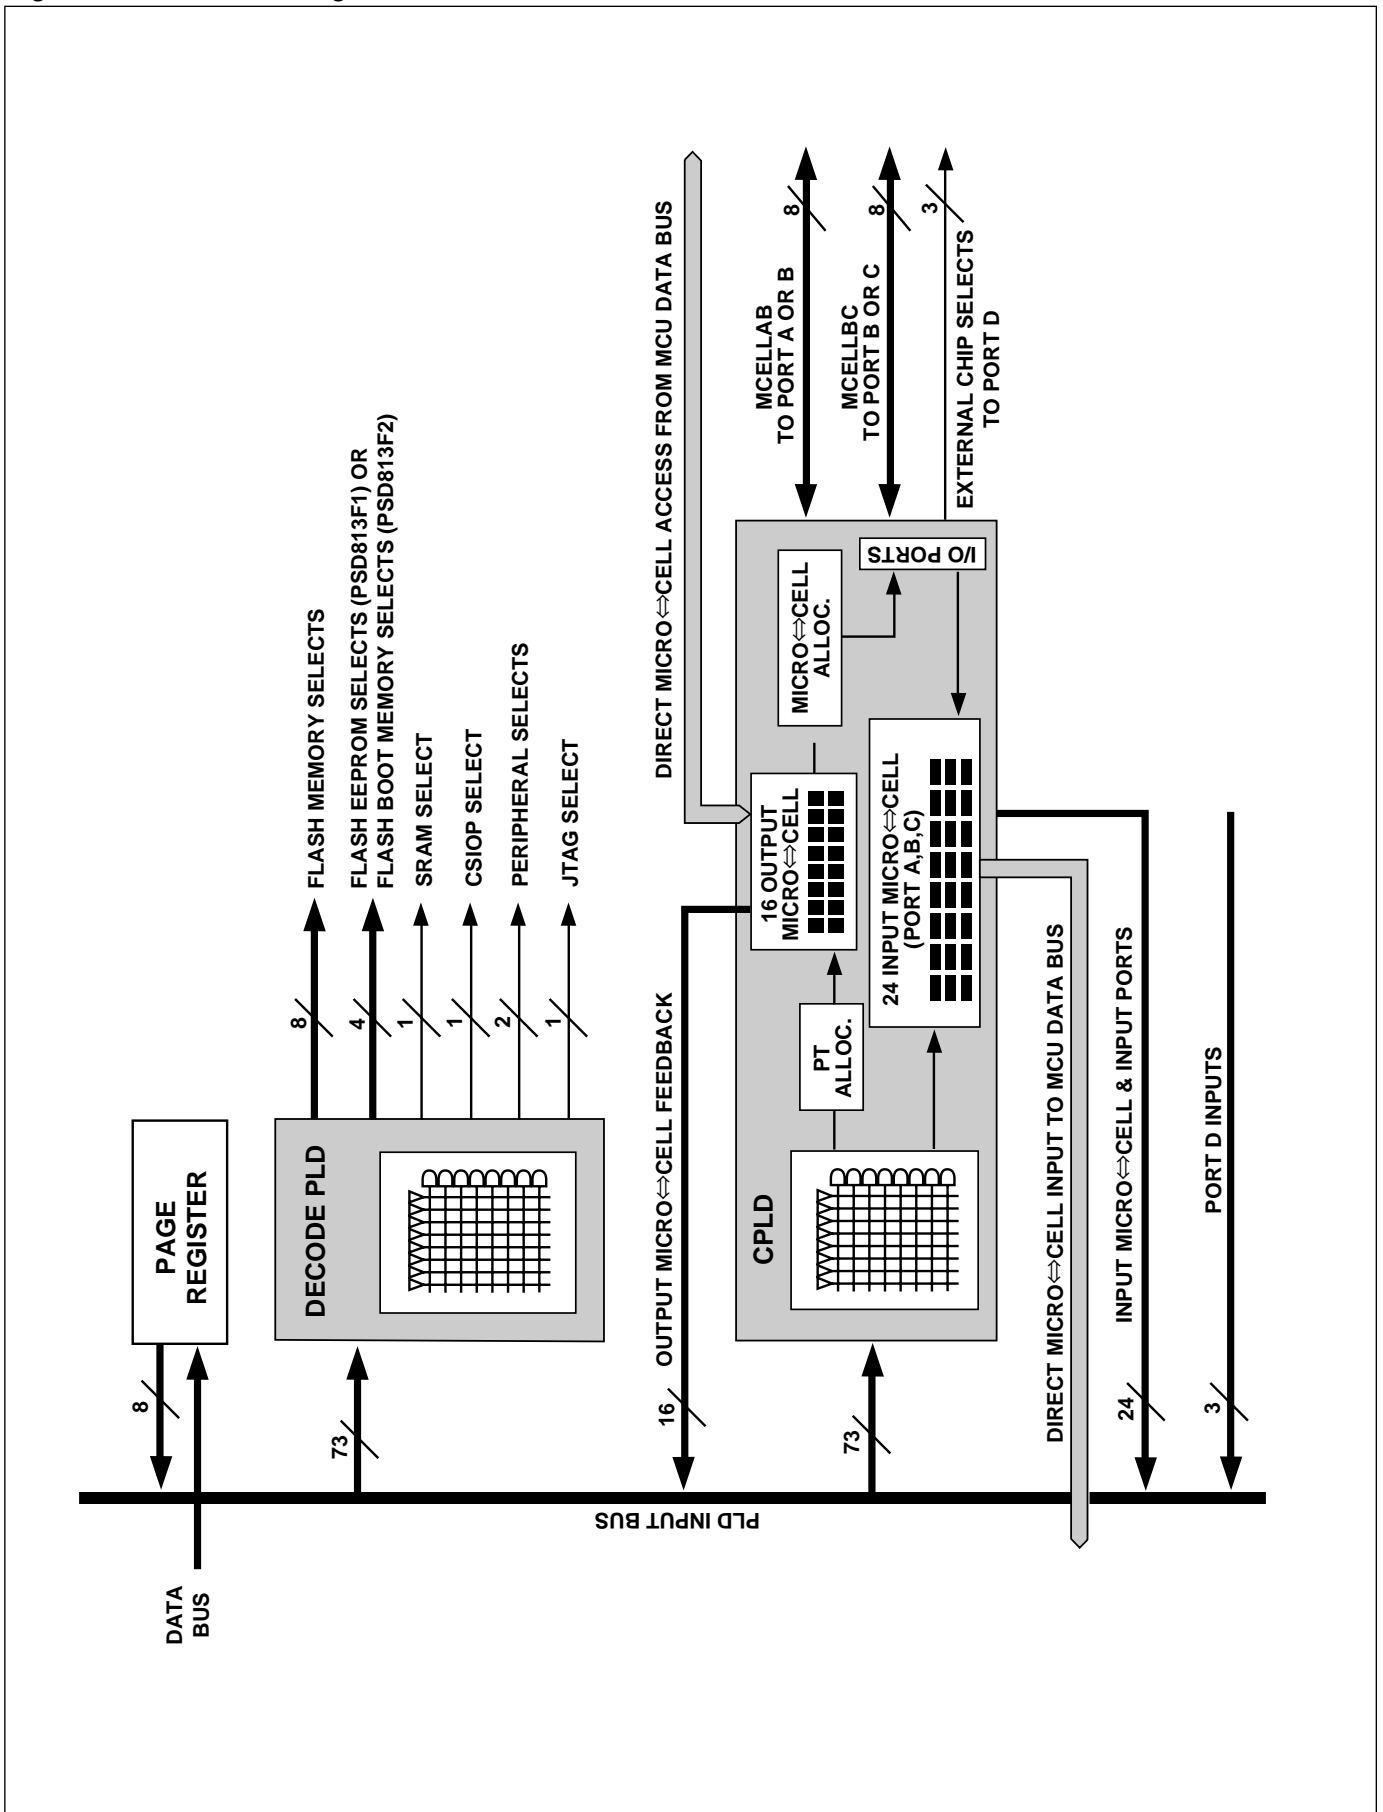 DATA
BUS
8
PAGE
REGISTER
73
DECODE PLD
8
FLASH MEMORY SELECTS
4
FLASH EEPROM SELECTS (PSD813F1) OR
FLASH BOOT MEMORY SELECTS (PSD813F2)
1
SRAM SELECT
1
CSIOP SELECT
2
PERIPHERAL SELECTS
1
JTAG SELECT
PLD INPUT BUS
16
OUTPUT MICRO⇔CELL FEEDBACK
DIRECT MICRO⇔CELL ACCESS FROM MCU DATA BUS
73
CPLD
PT
ALLOC.
16 OUTPUT
MICRO⇔CELL
MICRO⇔CELL
ALLOC.
24 INPUT MICRO⇔CELL
(PORT A,B,C)
I/O PORTS
MCELLAB
TO PORT A OR B
8
MCELLBC
TO PORT B OR C
8
EXTERNAL CHIP SELECTS
TO PORT D
3
DIRECT MICRO⇔CELL INPUT TO MCU DATA BUS
24
INPUT MICRO⇔CELL & INPUT PORTS
3
PORT D INPUTS